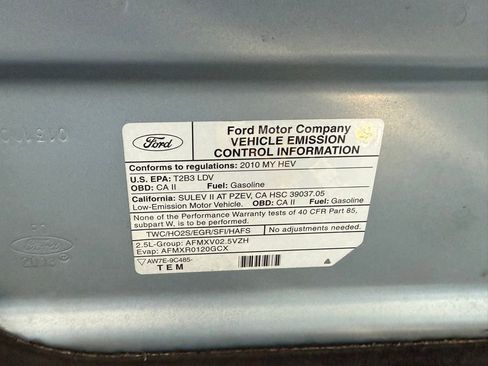 Ford
Ford Motor Company
VEHICLE EMISSION
CONTROL INFORMATION
Conforms to regulations: 2010 MY HEV
U.S. EPA: T2B3 LDV
OBD: CA II Fuel: Gasoline
California: SULEV II AT PZEV, CA HSC 39037.05
Low-Emission Motor Vehicle. OBD: CA II Fuel: Gasoline
None of the Performance Warranty tests of 40 CFR Part 85,
subpart W, is or can be performed.
TWC/HO2S/EGR/SFI/HAFS No adjustments needed.
2.5L-Group: AFMXV02.5VZH
Evap: AFMXR0120GCX
AW7E-9C485-
TEM